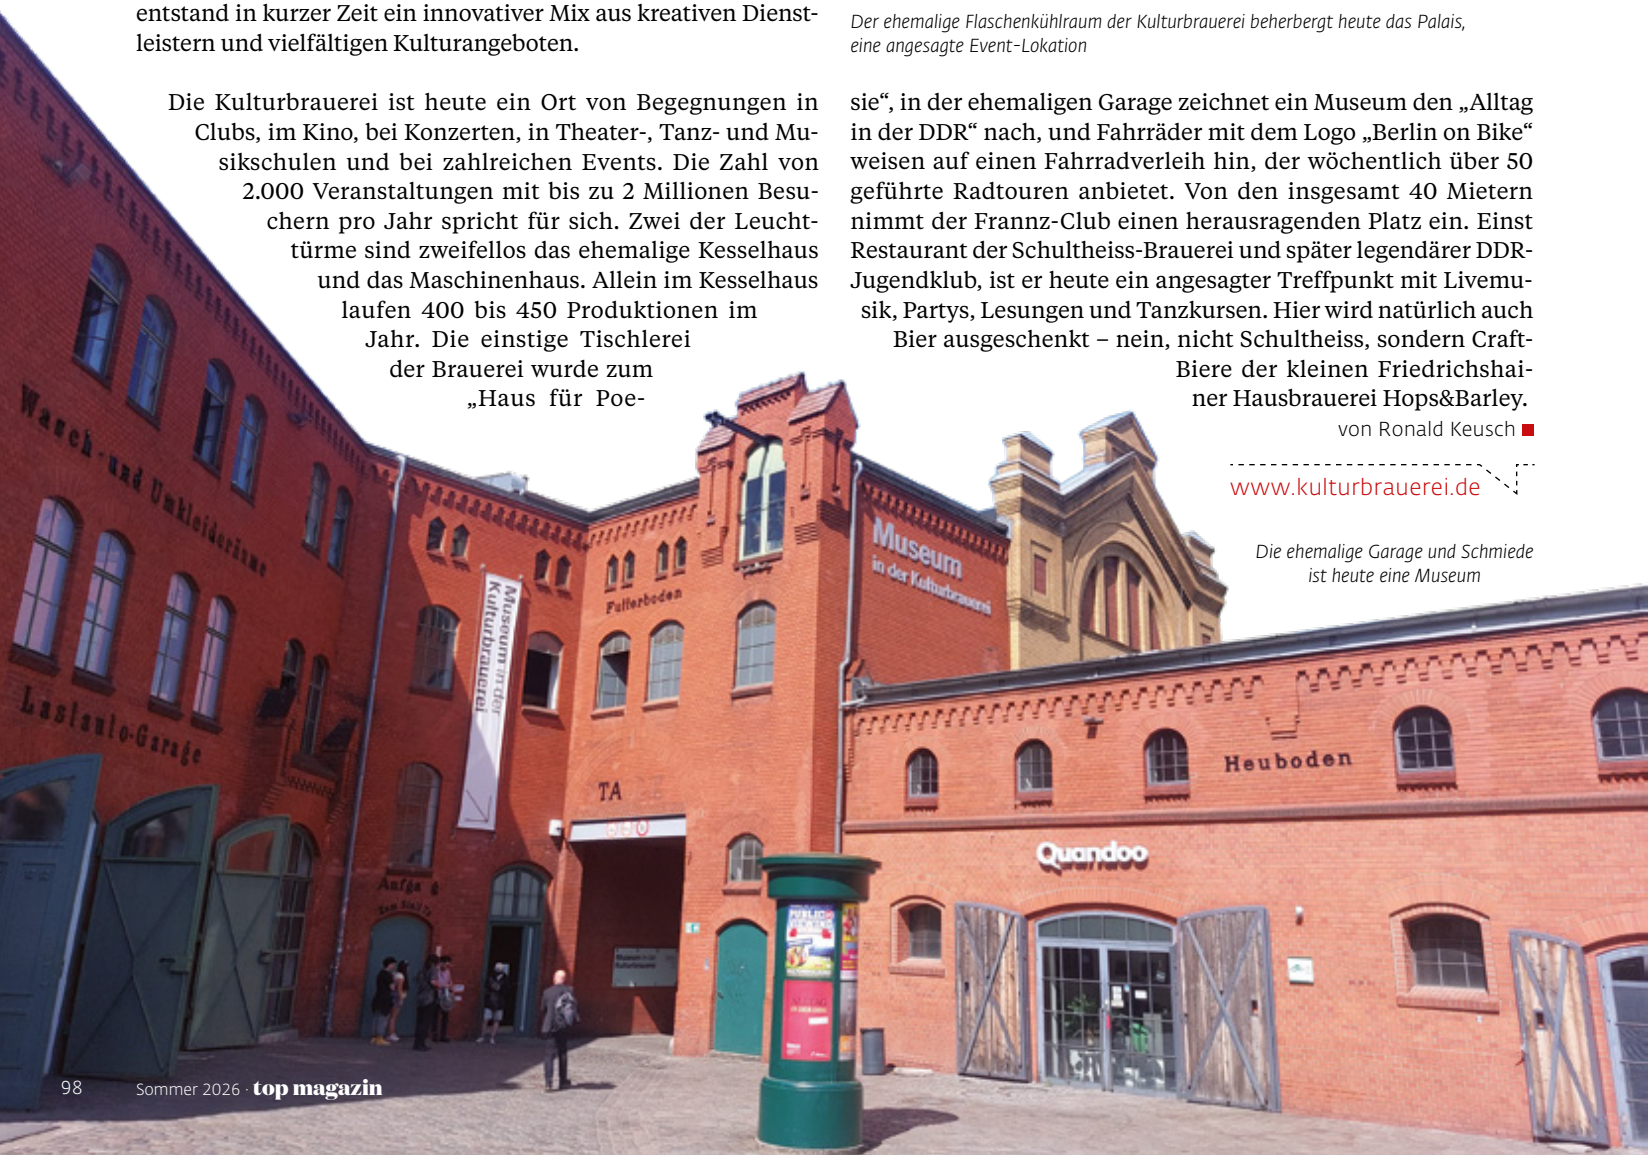 entstand in kurzer Zeit ein innovativer Mix aus kreativen Dienst-
leistern und vielfältigen Kulturangeboten.
Die Kulturbrauerei ist heute ein Ort von Begegnungen in
Clubs, im Kino, bei Konzerten, in Theater-, Tanz- und Mu-
sikschulen und bei zahlreichen Events. Die Zahl von
2.000 Veranstaltungen mit bis zu 2 Millionen Besu-
chern pro Jahr spricht für sich. Zwei der Leucht-
türme sind zweifellos das ehemalige Kesselhaus
und das Maschinenhaus. Allein im Kesselhaus
laufen 400 bis 450 Produktionen im
Jahr. Die einstige Tischlerei
der Brauerei wurde zum
„Haus für Poe-
Der ehemalige Flaschenkühlraum der Kulturbrauerei beherbergt heute das Palais,
eine angesagte Event-Lokation
sie“, in der ehemaligen Garage zeichnet ein Museum den „Alltag
in der DDR“ nach, und Fahrräder mit dem Logo „Berlin on Bike“
weisen auf einen Fahrradverleih hin, der wöchentlich über 50
geführte Radtouren anbietet. Von den insgesamt 40 Mietern
nimmt der Frannz-Club einen herausragenden Platz ein. Einst
Restaurant der Schultheiss-Brauerei und später legendärer DDR-
Jugendklub, ist er heute ein angesagter Treffpunkt mit Livemu-
sik, Partys, Lesungen und Tanzkursen. Hier wird natürlich auch
Bier ausgeschenkt – nein, nicht Schultheiss, sondern Craft-
Biere der kleinen Friedrichshai-
ner Hausbrauerei Hops&Barley.
von Ronald Keusch
www.kulturbrauerei.de
Die ehemalige Garage und Schmiede
ist heute eine Museum
Wasch- und Umkleideräume
Lastauto-Garage
Museum in der
Kulturbrauerei
Futterboden
Museum
in der Kulturbrauerei
TA
Heuboden
Quandoo
Aufga g
Zum Stall
Museum in der
Kulturbrauerei
PUBLIC
VIEWING
ALLTAG
98
Sommer 2026 · top magazin